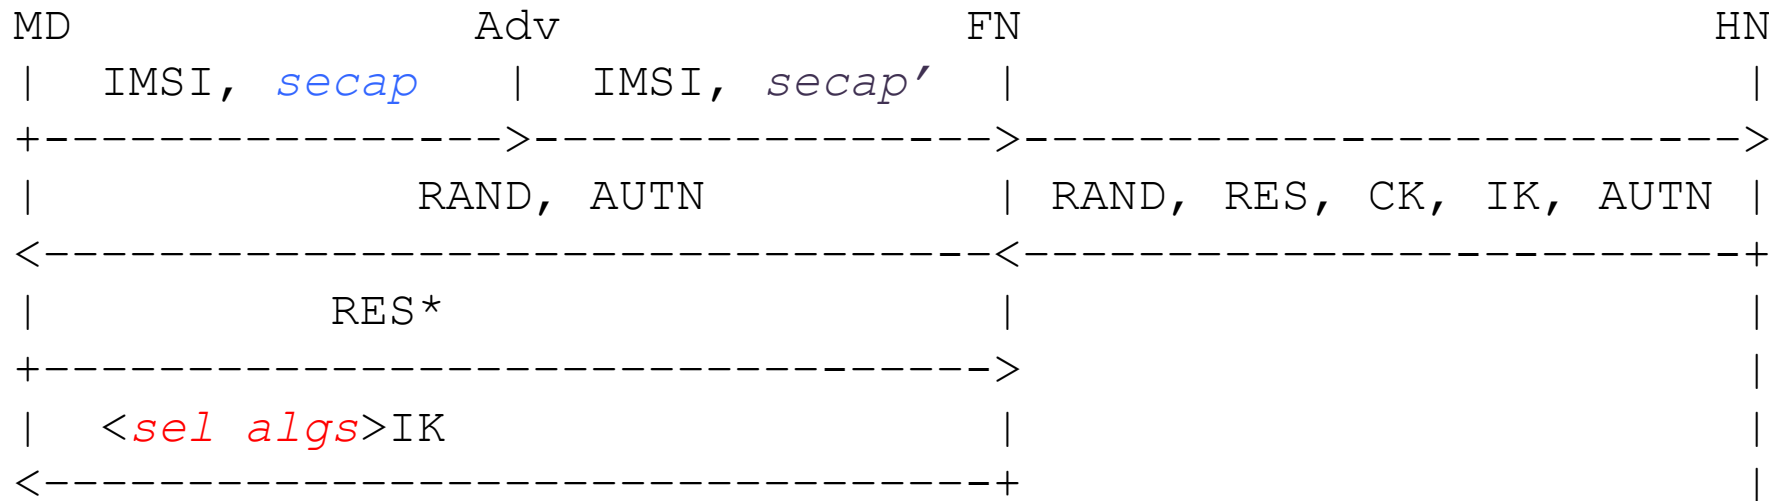 MD Adv FN HN
| IMSI, secap | IMSI, secap' | |
+---------------->----------------->------------------------->
| RAND, AUTN | RAND, RES, CK, IK, AUTN |
<---------------------------------<-------------------------+
| RES* | |
+---------------------------------> |
| <sel algs>IK | |
<---------------------------------+ |